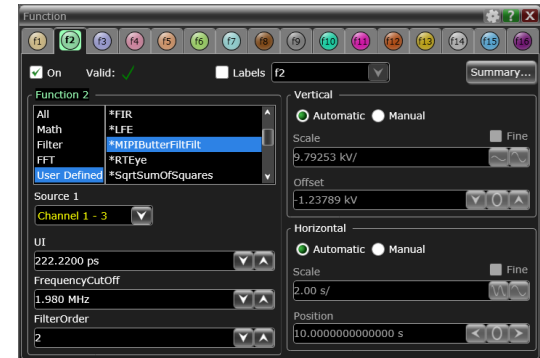 Function
? X
f1 f2 f3 f4 f5 f6 f7 f8 f9 f10 f11 f12 f13 f14 f15 f16
On Valid: Labels f2 Summary...
Function 2
All *FIR
Math *LFE
Filter *MIPIButterFiltFilt
FFT *RTEye
User Defined *SqrtSumOfSquares
Source 1
Channel 1 - 3
UI
222.2200 ps
FrequencyCutOff
1.980 MHz
FilterOrder
2
Vertical
Automatic Manual
Scale Fine
9.79253 kV/
Offset
-1.23789 kV 0
Horizontal
Automatic Manual
Scale Fine
2.00 s/
Position
10.0000000000000 s 0